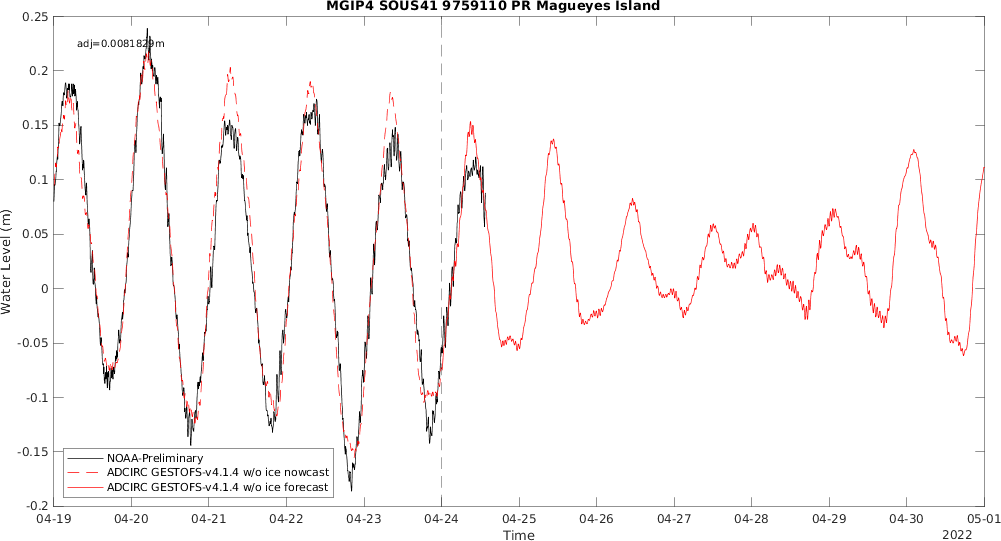 MGIP4 SOUS41 9759110 PR Magueyes Island
adj=0.0081829m
0.25
0.2
0.15
0.1
0.05
0
-0.05
-0.1
-0.15
-0.2
Water Level (m)
NOAA-Preliminary
ADCIRC GESTOFS-v4.1.4 w/o ice nowcast
ADCIRC GESTOFS-v4.1.4 w/o ice forecast
04-19 04-20 04-21 04-22 04-23 04-24 04-25 04-26 04-27 04-28 04-29 04-30 05-01
Time
2022